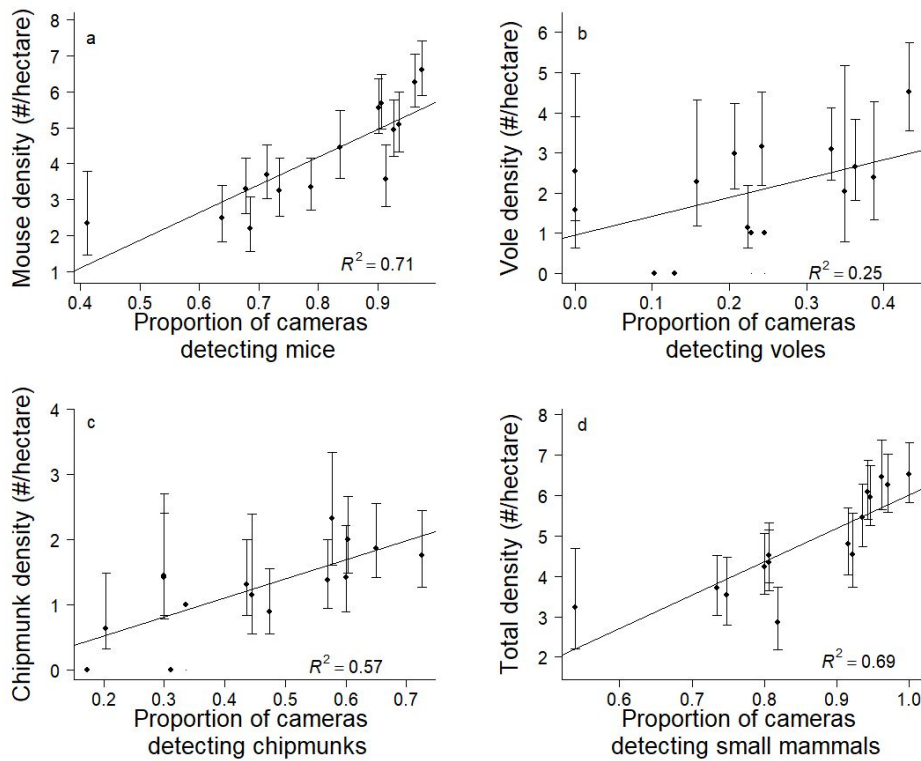 a
Mouse density (#/hectare)
8
7
6
5
4
3
2
1
0.4 0.5 0.6 0.7 0.8 0.9
R² = 0.71
Proportion of cameras
detecting mice
b
Vole density (#/hectare)
6
5
4
3
2
1
0
0.0 0.1 0.2 0.3 0.4
R² = 0.25
Proportion of cameras
detecting voles
c
Chipmunk density (#/hectare)
4
3
2
1
0
0.2 0.3 0.4 0.5 0.6 0.7
R² = 0.57
Proportion of cameras
detecting chipmunks
d
Total density (#/hectare)
8
7
6
5
4
3
2
0.6 0.7 0.8 0.9 1.0
R² = 0.69
Proportion of cameras
detecting small mammals